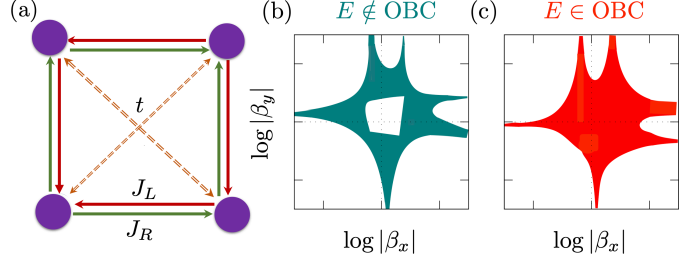 (a)
t
J_L
J_R
(b)
E ∉ OBC
log |β_y|
log |β_x|
(c)
E ∈ OBC
log |β_x|